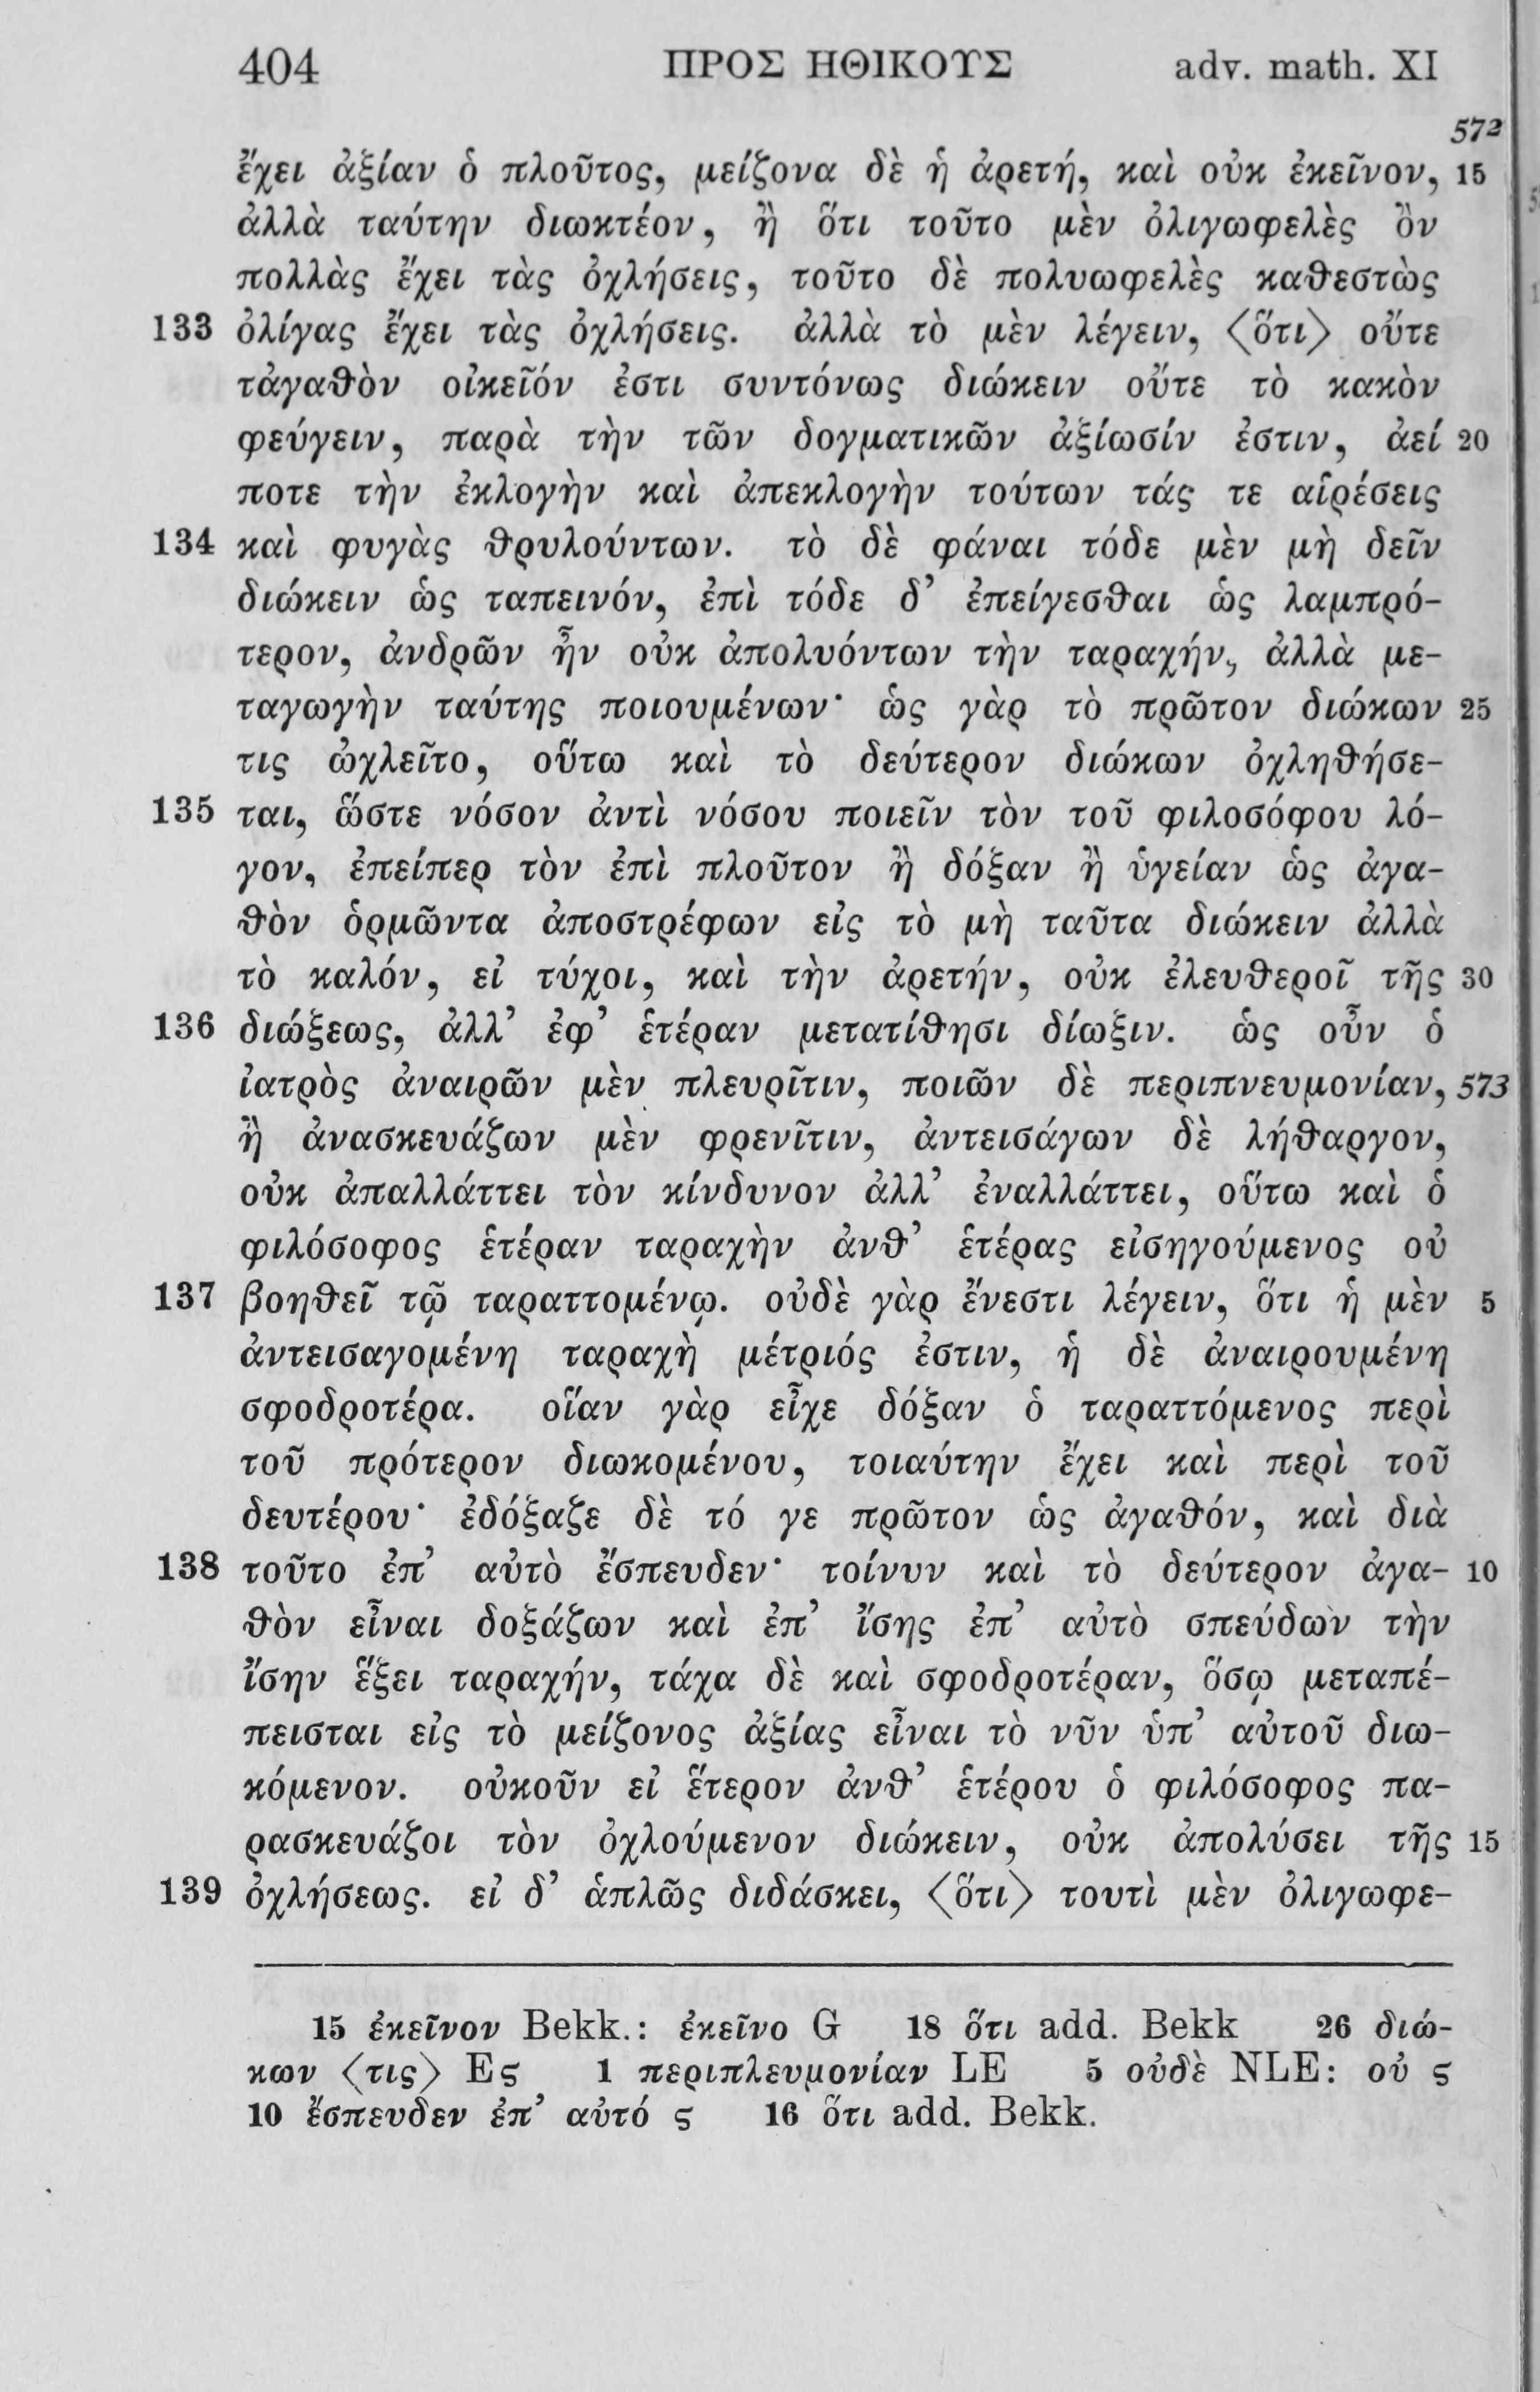 404 ΠΡΟΣ ΗΘΙΚΟΥΣ adv. math. XI
572
ἔχει ἀξίαν ὁ πλοῦτος, μείζονα δὲ ἡ ἀρετή, καὶ οὐκ ἐκεῖνον, 15
ἀλλὰ ταύτην διωκτέον, ἢ ὅτι τοῦτο μὲν ὀλιγωφελὲς ὂν
πολλὰς ἔχει τὰς ὀχλήσεις, τοῦτο δὲ πολυωφελὲς καθεστὼς
133 ὀλίγας ἔχει τὰς ὀχλήσεις. ἀλλὰ τὸ μὲν λέγειν, ⟨ὅτι⟩ οὔτε
τἀγαθὸν οἰκεῖόν ἐστι συντόνως διώκειν οὔτε τὸ κακὸν
φεύγειν, παρὰ τὴν τῶν δογματικῶν ἀξίωσίν ἐστιν, ἀεί 20
ποτε τὴν ἐκλογὴν καὶ ἀπεκλογὴν τούτων τάς τε αἱρέσεις
134 καὶ φυγὰς θρυλούντων. τὸ δὲ φάναι τόδε μὲν μὴ δεῖν
διώκειν ὡς ταπεινόν, ἐπὶ τόδε δ’ ἐπείγεσθαι ὡς λαμπρό-
τερον, ἀνδρῶν ἦν οὐκ ἀπολυόντων τὴν ταραχήν, ἀλλὰ με-
ταγωγὴν ταύτης ποιουμένων· ὡς γὰρ τὸ πρῶτον διώκων 25
τις ὠχλεῖτο, οὕτω καὶ τὸ δεύτερον διώκων ὀχληθήσε-
135 ται, ὥστε νόσον ἀντὶ νόσου ποιεῖν τὸν τοῦ φιλοσόφου λό-
γον, ἐπείπερ τὸν ἐπὶ πλοῦτον ἢ δόξαν ἢ ὑγείαν ὡς ἀγα-
θὸν ὁρμῶντα ἀποστρέφων εἰς τὸ μὴ ταῦτα διώκειν ἀλλὰ
τὸ καλόν, εἰ τύχοι, καὶ τὴν ἀρετήν, οὐκ ἐλευθεροῖ τῆς 30
136 διώξεως, ἀλλ’ ἐφ’ ἑτέραν μετατίθησι δίωξιν. ὡς οὖν ὁ
ἰατρὸς ἀναιρῶν μὲν πλευρῖτιν, ποιῶν δὲ περιπνευμονίαν, 573
ἢ ἀνασκευάζων μὲν φρενῖτιν, ἀντεισάγων δὲ λήθαργον,
οὐκ ἀπαλλάττει τὸν κίνδυνον ἀλλ’ ἐναλλάττει, οὕτω καὶ ὁ
φιλόσοφος ἑτέραν ταραχὴν ἀνθ’ ἑτέρας εἰσηγούμενος οὐ
137 βοηθεῖ τῷ ταραττομένῳ. οὐδὲ γὰρ ἔνεστι λέγειν, ὅτι ἡ μὲν 5
ἀντεισαγομένη ταραχὴ μέτριός ἐστιν, ἡ δὲ ἀναιρουμένη
σφοδροτέρα. οἵαν γὰρ εἶχε δόξαν ὁ ταραττόμενος περὶ
τοῦ πρότερον διωκομένου, τοιαύτην ἔχει καὶ περὶ τοῦ
δευτέρου· ἐδόξαζε δὲ τό γε πρῶτον ὡς ἀγαθόν, καὶ διὰ
138 τοῦτο ἐπ’ αὐτὸ ἔσπευδεν· τοίνυν καὶ τὸ δεύτερον ἀγα- 10
θὸν εἶναι δοξάζων καὶ ἐπ’ ἴσης ἐπ’ αὐτὸ σπεύδων τὴν
ἴσην ἕξει ταραχήν, τάχα δὲ καὶ σφοδροτέραν, ὅσῳ μεταπέ-
πεισται εἰς τὸ μείζονος ἀξίας εἶναι τὸ νῦν ὑπ’ αὐτοῦ διω-
κόμενον. οὐκοῦν εἰ ἕτερον ἀνθ’ ἑτέρου ὁ φιλόσοφος πα-
ρασκευάζοι τὸν ὀχλούμενον διώκειν, οὐκ ἀπολύσει τῆς 15
139 ὀχλήσεως. εἰ δ’ ἁπλῶς διδάσκει, ⟨ὅτι⟩ τουτὶ μὲν ὀλιγωφε-
15 ἐκεῖνον Bekk.: ἐκεῖνο G 18 ὅτι add. Bekk 26 διώ-
κων ⟨τις⟩ Eς 1 περιπλευμονίαν LE 5 οὐδὲ NLE: οὐ ς
10 ἔσπευδεν ἐπ’ αὐτό ς 16 ὅτι add. Bekk.